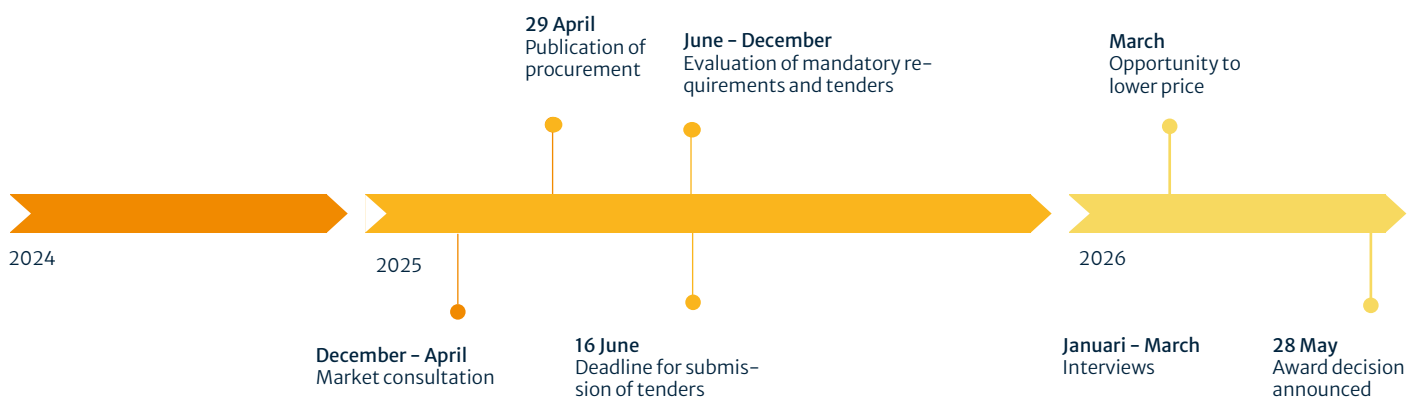 29 April
Publication of
procurement
June – December
Evaluation of mandatory re-
quirements and tenders
March
Opportunity to
lower price
2024
2025
2026
December – April
Market consultation
16 June
Deadline for submis-
sion of tenders
Januari – March
Interviews
28 May
Award decision
announced